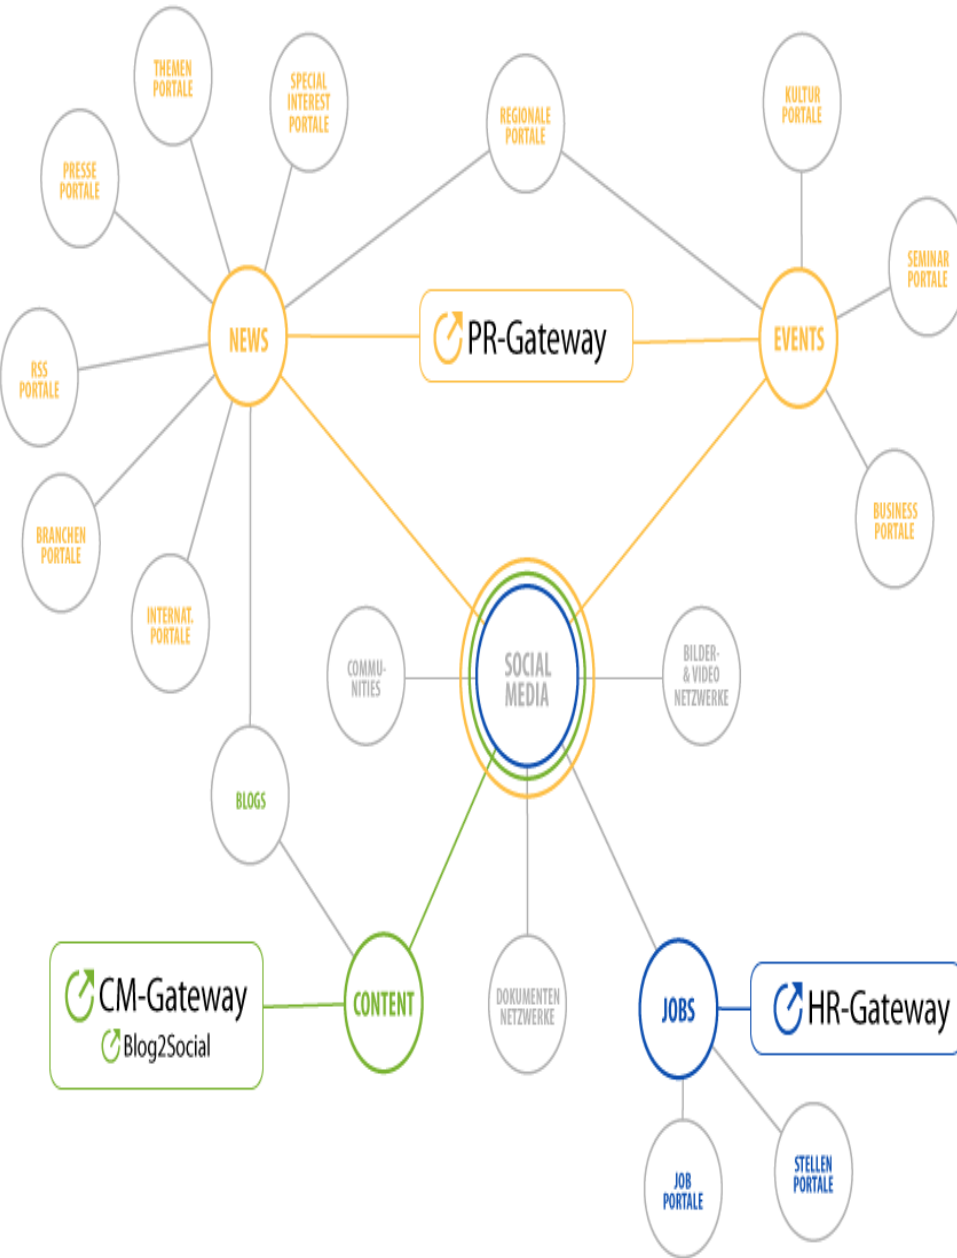 THEMEN
PORTALE
SPECIAL
INTEREST
PORTALE
REGIONALE
PORTALE
KULTUR
PORTALE
PRESSE
PORTALE
SEMINAR
PORTALE
NEWS
PR-Gateway
EVENTS
RSS
PORTALE
BRANCHEN
PORTALE
BUSINESS
PORTALE
INTERNAT.
PORTALE
COMMU-
NITIES
SOCIAL
MEDIA
BILDER-
& VIDEO
NETZWERKE
BLOGS
CM-Gateway
Blog2Social
CONTENT
DOKUMENTEN
NETZWERKE
JOBS
HR-Gateway
JOB
PORTALE
STELLEN
PORTALE